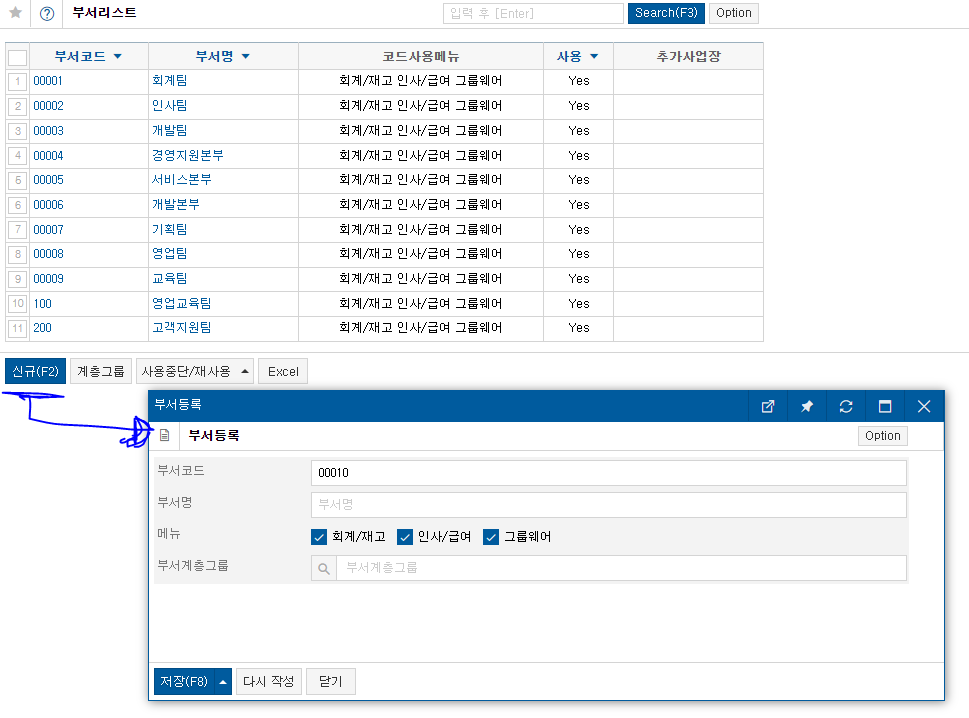 부서리스트 입력 후 [Enter] Search(F3) Option
부서코드 ▼ 부서명 ▼ 코드사용메뉴 사용 ▼ 추가사업장
1 00001 회계팀 회계/재고 인사/급여 그룹웨어 Yes
2 00002 인사팀 회계/재고 인사/급여 그룹웨어 Yes
3 00003 개발팀 회계/재고 인사/급여 그룹웨어 Yes
4 00004 경영지원본부 회계/재고 인사/급여 그룹웨어 Yes
5 00005 서비스본부 회계/재고 인사/급여 그룹웨어 Yes
6 00006 개발본부 회계/재고 인사/급여 그룹웨어 Yes
7 00007 기획팀 회계/재고 인사/급여 그룹웨어 Yes
8 00008 영업팀 회계/재고 인사/급여 그룹웨어 Yes
9 00009 교육팀 회계/재고 인사/급여 그룹웨어 Yes
10 100 영업교육팀 회계/재고 인사/급여 그룹웨어 Yes
11 200 고객지원팀 회계/재고 인사/급여 그룹웨어 Yes
신규(F2) 계층그룹 사용중단/재사용 ▲ Excel
부서등록
부서등록 Option
부서코드 00010
부서명 부서명
메뉴 회계/재고 인사/급여 그룹웨어
부서계층그룹 부서계층그룹
저장(F8) ▲ 다시 작성 닫기